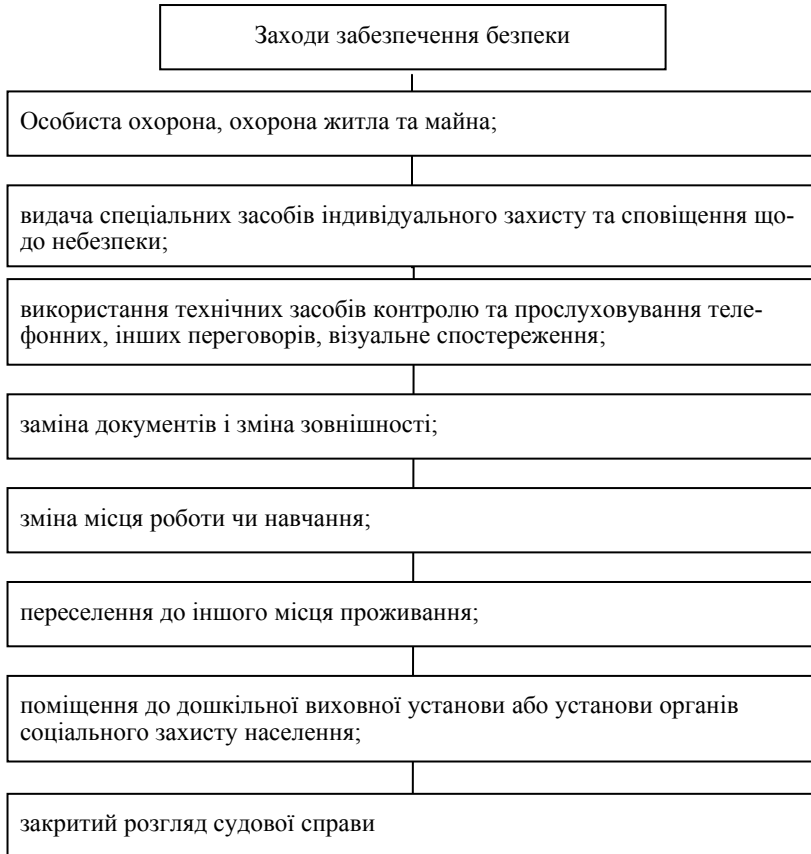 Заходи забезпечення безпеки
Особиста охорона, охорона житла та майна;
видача спеціальних засобів індивідуального захисту та сповіщення що-
до небезпеки;
використання технічних засобів контролю та прослуховування теле-
фонних, інших переговорів, візуальне спостереження;
заміна документів і зміна зовнішності;
зміна місця роботи чи навчання;
переселення до іншого місця проживання;
поміщення до дошкільної виховної установи або установи органів
соціального захисту населення;
закритий розгляд судової справи